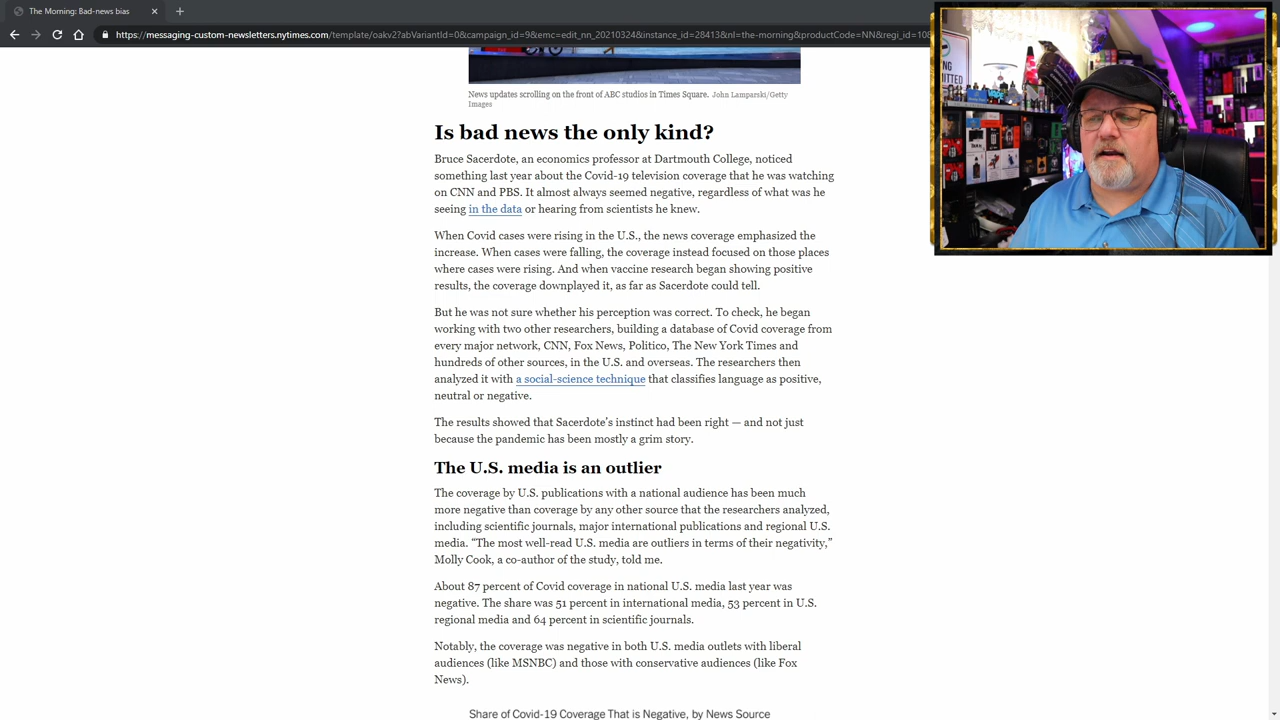 The Morning: Bad-news bias
https://messaging-custom-newsletters.nytimes.com/template/oakv2?abVariantId=0&campaign_id=9&emc=edit_nn_20210324&instance_id=28413&nl=the-morning&productCode=NN&regi_id=108
News updates scrolling on the front of ABC studios in Times Square. John Lamparski/Getty
Images
Is bad news the only kind?
Bruce Sacerdote, an economics professor at Dartmouth College, noticed
something last year about the Covid-19 television coverage that he was watching
on CNN and PBS. It almost always seemed negative, regardless of what was he
seeing in the data or hearing from scientists he knew.
When Covid cases were rising in the U.S., the news coverage emphasized the
increase. When cases were falling, the coverage instead focused on those places
where cases were rising. And when vaccine research began showing positive
results, the coverage downplayed it, as far as Sacerdote could tell.
But he was not sure whether his perception was correct. To check, he began
working with two other researchers, building a database of Covid coverage from
every major network, CNN, Fox News, Politico, The New York Times and
hundreds of other sources, in the U.S. and overseas. The researchers then
analyzed it with a social-science technique that classifies language as positive,
neutral or negative.
The results showed that Sacerdote's instinct had been right — and not just
because the pandemic has been mostly a grim story.
The U.S. media is an outlier
The coverage by U.S. publications with a national audience has been much
more negative than coverage by any other source that the researchers analyzed,
including scientific journals, major international publications and regional U.S.
media. “The most well-read U.S. media are outliers in terms of their negativity,”
Molly Cook, a co-author of the study, told me.
About 87 percent of Covid coverage in national U.S. media last year was
negative. The share was 51 percent in international media, 53 percent in U.S.
regional media and 64 percent in scientific journals.
Notably, the coverage was negative in both U.S. media outlets with liberal
audiences (like MSNBC) and those with conservative audiences (like Fox
News).
Share of Covid-19 Coverage That is Negative, by News Source